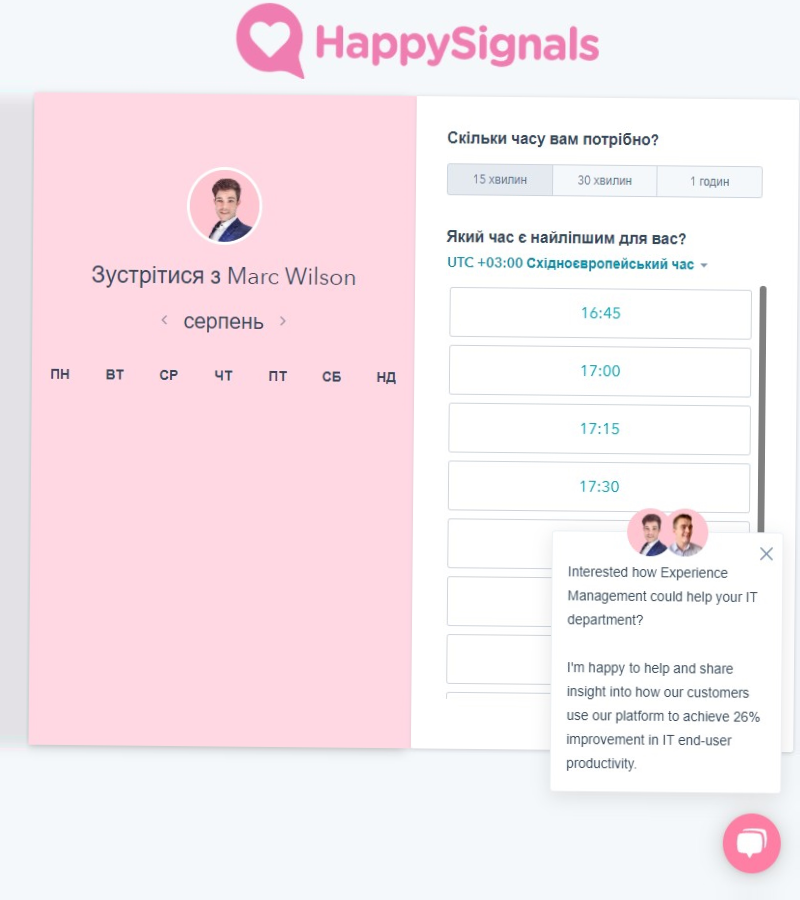 HappySignals
Зустрітися з Marc Wilson
серпень
ПН ВТ СР ЧТ ПТ СБ НД
Скільки часу вам потрібно?
15 хвилин 30 хвилин 1 годин
Який час є найліпшим для вас?
UTC +03:00 Східноєвропейський час
16:45
17:00
17:15
17:30
Interested how Experience
Management could help your IT
department?
I'm happy to help and share
insight into how our customers
use our platform to achieve 26%
improvement in IT end-user
productivity.